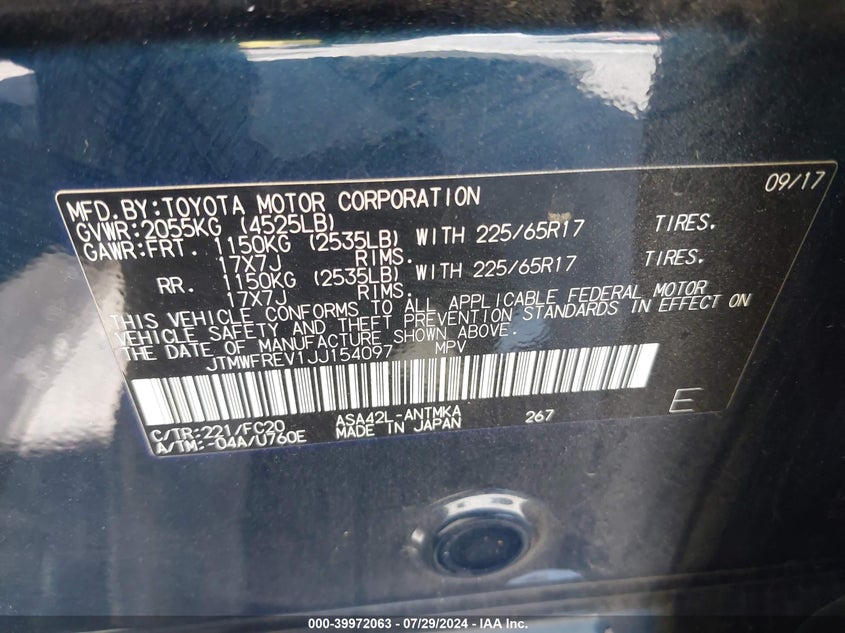 MFD.BY:TOYOTA MOTOR CORPORATION 09/17
GVWR:2055KG (4525LB)
GAWR:FRT. 1150KG (2535LB) WITH 225/65R17 TIRES.
17X7J RIMS.
RR. 1150KG (2535LB) WITH 225/65R17 TIRES.
17X7J RIMS.
THIS VEHICLE CONFORMS TO ALL APPLICABLE FEDERAL MOTOR
VEHICLE SAFETY AND THEFT PREVENTION STANDARDS IN EFFECT ON
THE DATE OF MANUFACTURE SHOWN ABOVE.
JTMWFREV1JJ154097 MPV
C/TR:221/FC20 ASA42L-ANTMKA 267 E
A/TM:-04A/U760E MADE IN JAPAN
000-39972063 - 07/29/2024 - IAA Inc.